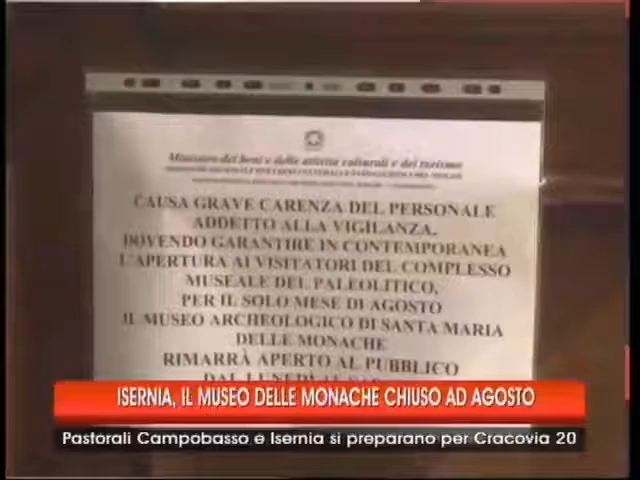 Ministero dei beni e delle attività culturali e del turismo
CAUSA GRAVE CARENZA DEL PERSONALE
ADDETTO ALLA VIGILANZA,
DOVENDO GARANTIRE IN CONTEMPORANEA
L'APERTURA AI VISITATORI DEL COMPLESSO
MUSEALE DEL PALEOLITICO,
PER IL SOLO MESE DI AGOSTO
IL MUSEO ARCHEOLOGICO DI SANTA MARIA
DELLE MONACHE
RIMARRÀ APERTO AL PUBBLICO
ISERNIA, IL MUSEO DELLE MONACHE CHIUSO AD AGOSTO
Pastorali Campobasso e Isernia si preparano per Cracovia 20